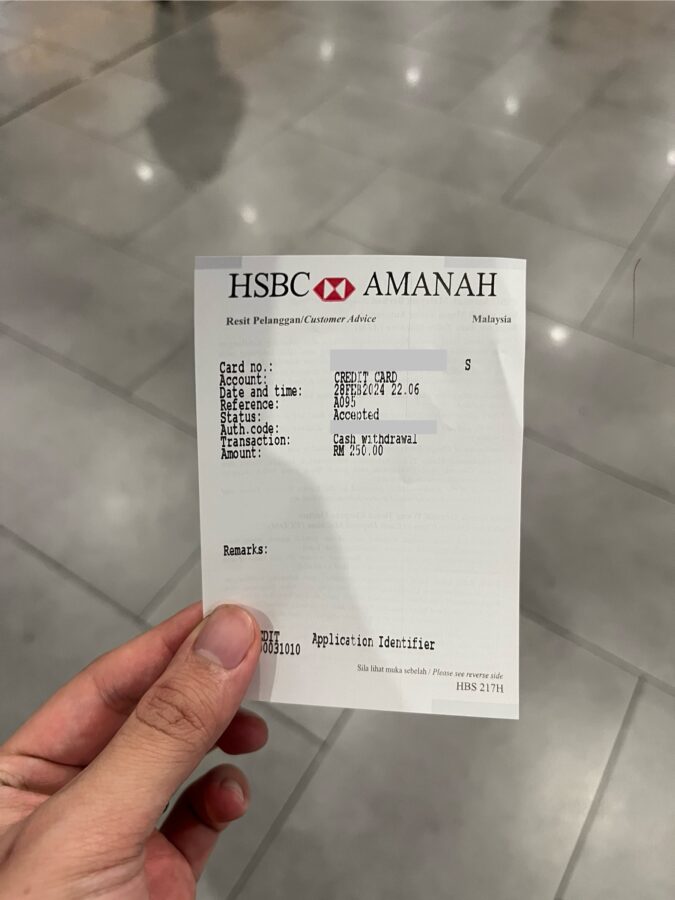 HSBC AMANAH
Resit Pelanggan/Customer Advice Malaysia
Card no.: S
Account: CREDIT CARD
Date and time: 28FEB2024 22.06
Reference: A095
Status: Accepted
Auth.code:
Transaction: Cash withdrawal
Amount: RM 250.00
Remarks:
EDIT Application Identifier
0031010
Sila lihat muka sebelah / Please see reverse side
HBS 217H